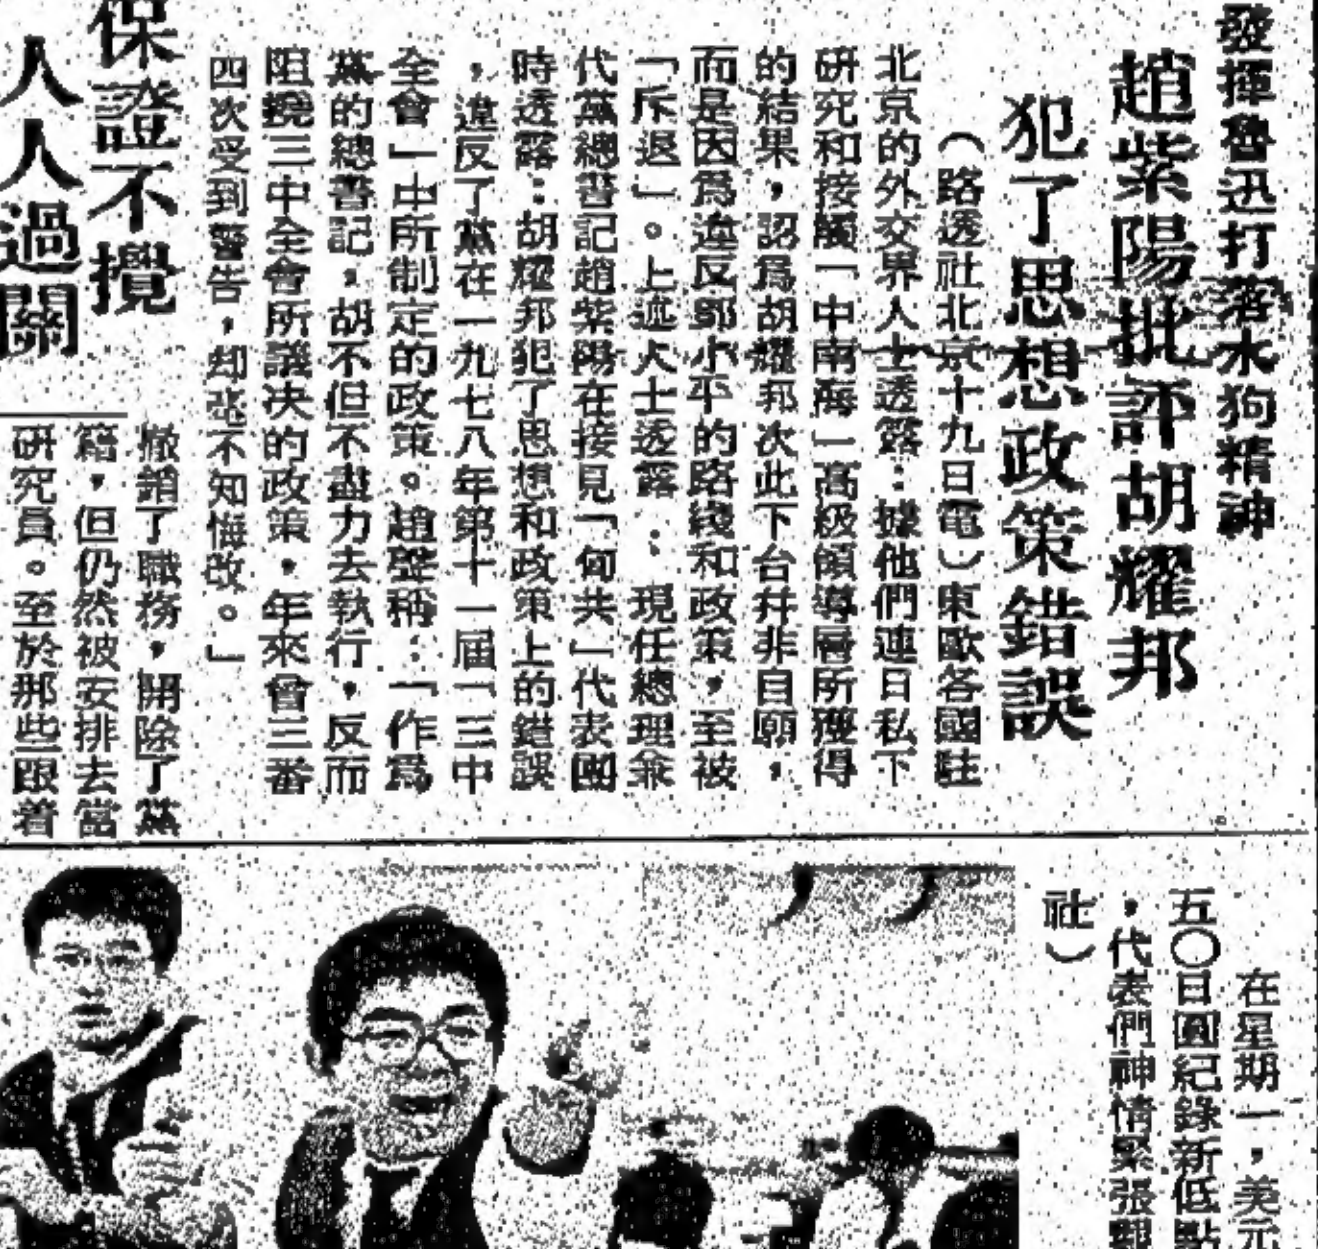 發揮魯迅打落水狗精神
趙紫陽批評胡耀邦
犯了思想政策錯誤
（路透社北京十九日電）東歐各國駐
北京的外交界人士透露：據他們連日私下
研究和接觸「中南海」高級領導層所獲得
的結果，認爲胡耀邦次此下台幷非自願，
而是因爲違反鄧小平的路綫和政策，至被
「斥退」。上述人士透露：現任總理兼
代黨總書記趙紫陽在接見「匈共」代表團
時透露：胡耀邦犯了思想和政策上的錯誤
，違反了黨在一九七八年第十一屆「三中
全會」中所制定的政策。趙聲稱：「作爲
黨的總書記，胡不但不盡力去執行，反而
阻撓三中全會所議决的政策，年來曾三番
四次受到警告，却毫不知悔改。」
保證不攪
人人過關
撤銷了職務，開除了黨
籍，但仍然被安排去當
研究員。至於那些跟着
在星期一，美元
五〇日圓紀錄新低點
，代表們神情緊張
社）